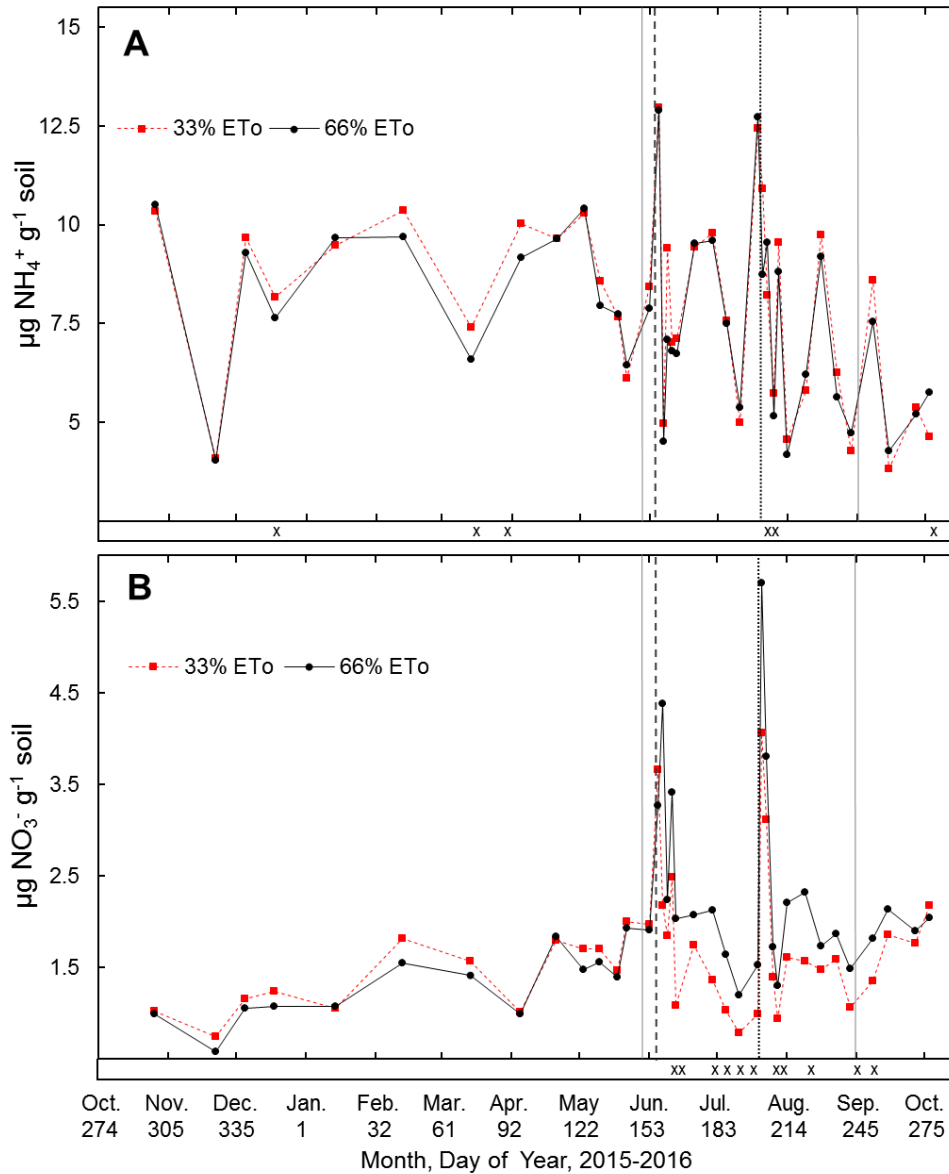 A
15
12.5
10
7.5
5
µg NH₄⁺ g⁻¹ soil
33% ETo 66% ETo
x x x xx x
B
5.5
4.5
3.5
2.5
1.5
µg NO₃⁻ g⁻¹ soil
33% ETo 66% ETo
xx x x x x xx x x x
Oct. Nov. Dec. Jan. Feb. Mar. Apr. May Jun. Jul. Aug. Sep. Oct.
274 305 335 1 32 61 92 122 153 183 214 245 275
Month, Day of Year, 2015-2016